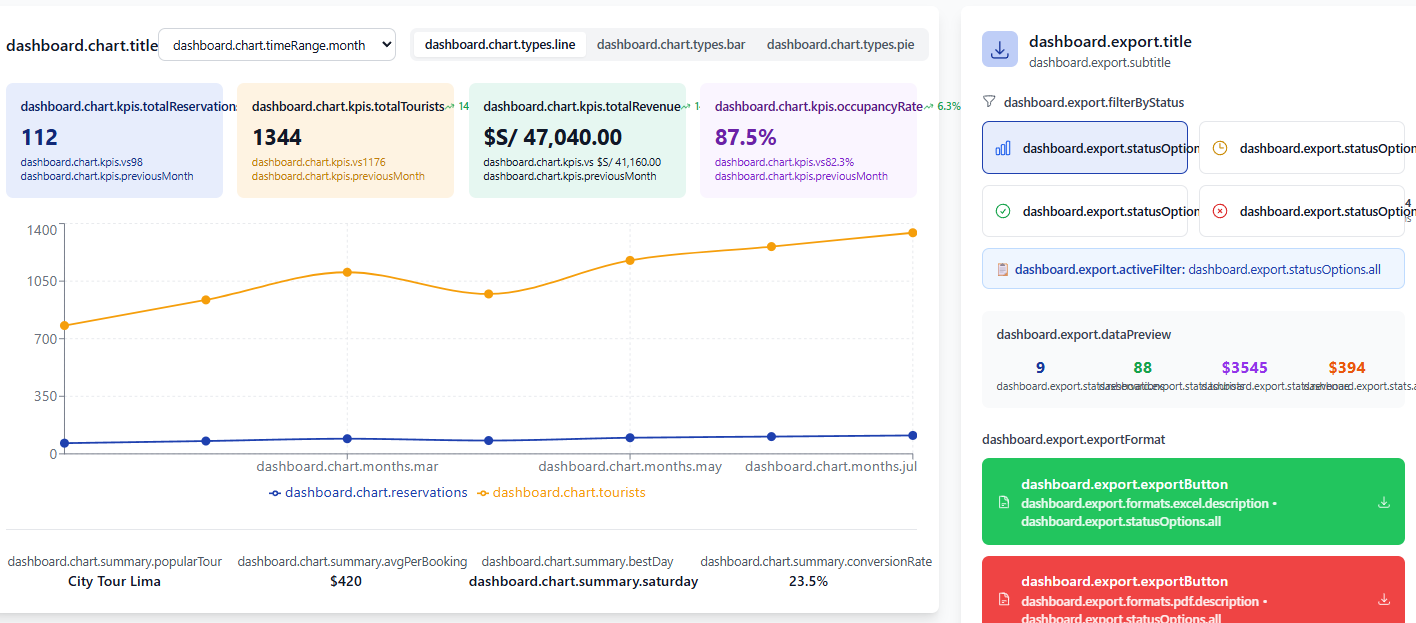 dashboard.chart.title
dashboard.chart.timeRange.month
dashboard.chart.types.line
dashboard.chart.types.bar
dashboard.chart.types.pie
dashboard.chart.kpis.totalReservations
112
dashboard.chart.kpis.vs98
dashboard.chart.kpis.previousMonth
dashboard.chart.kpis.totalTourists 14
1344
dashboard.chart.kpis.vs1176
dashboard.chart.kpis.previousMonth
dashboard.chart.kpis.totalRevenue
$S/ 47,040.00
dashboard.chart.kpis.vs $S/ 41,160.00
dashboard.chart.kpis.previousMonth
dashboard.chart.kpis.occupancyRate 6.3%
87.5%
dashboard.chart.kpis.vs82.3%
dashboard.chart.kpis.previousMonth
1400
1050
700
350
0
dashboard.chart.months.mar
dashboard.chart.months.may
dashboard.chart.months.jul
dashboard.chart.reservations
dashboard.chart.tourists
dashboard.chart.summary.popularTour
City Tour Lima
dashboard.chart.summary.avgPerBooking
$420
dashboard.chart.summary.bestDay
dashboard.chart.summary.saturday
dashboard.chart.summary.conversionRate
23.5%
dashboard.export.title
dashboard.export.subtitle
dashboard.export.filterByStatus
dashboard.export.statusOption
dashboard.export.statusOption
dashboard.export.statusOption
dashboard.export.statusOption
4
dashboard.export.activeFilter: dashboard.export.statusOptions.all
dashboard.export.dataPreview
9
88
$3545
$394
dashboard.export.exportFormat
dashboard.export.exportButton
dashboard.export.formats.excel.description •
dashboard.export.statusOptions.all
dashboard.export.exportButton
dashboard.export.formats.pdf.description •
dashboard.export.statusOptions.all